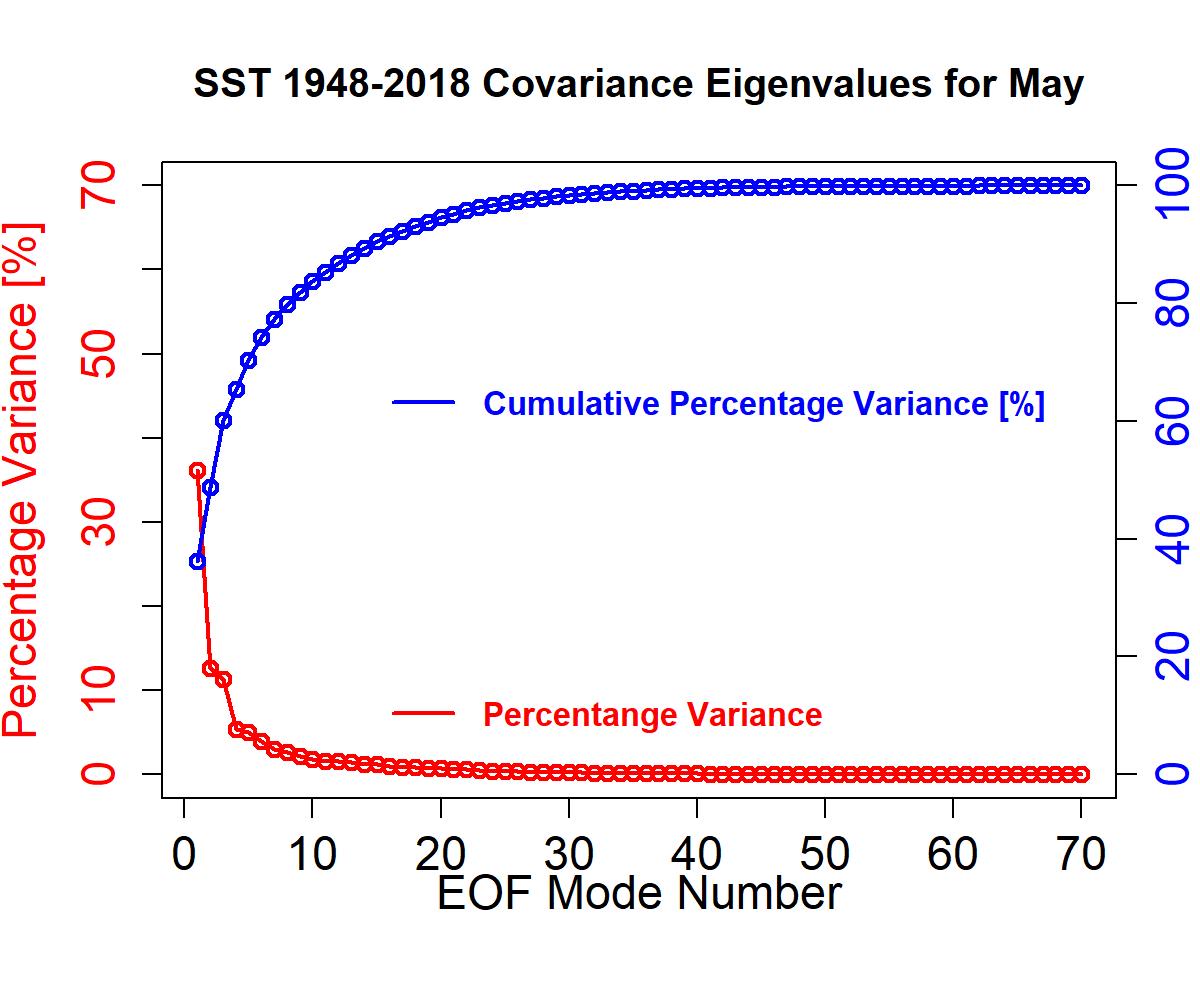 SST 1948-2018 Covariance Eigenvalues for May
Percentage Variance [%]
70
50
30
10
0
100
80
60
40
20
0
Cumulative Percentage Variance [%]
Percentange Variance
0 10 20 30 40 50 60 70
EOF Mode Number